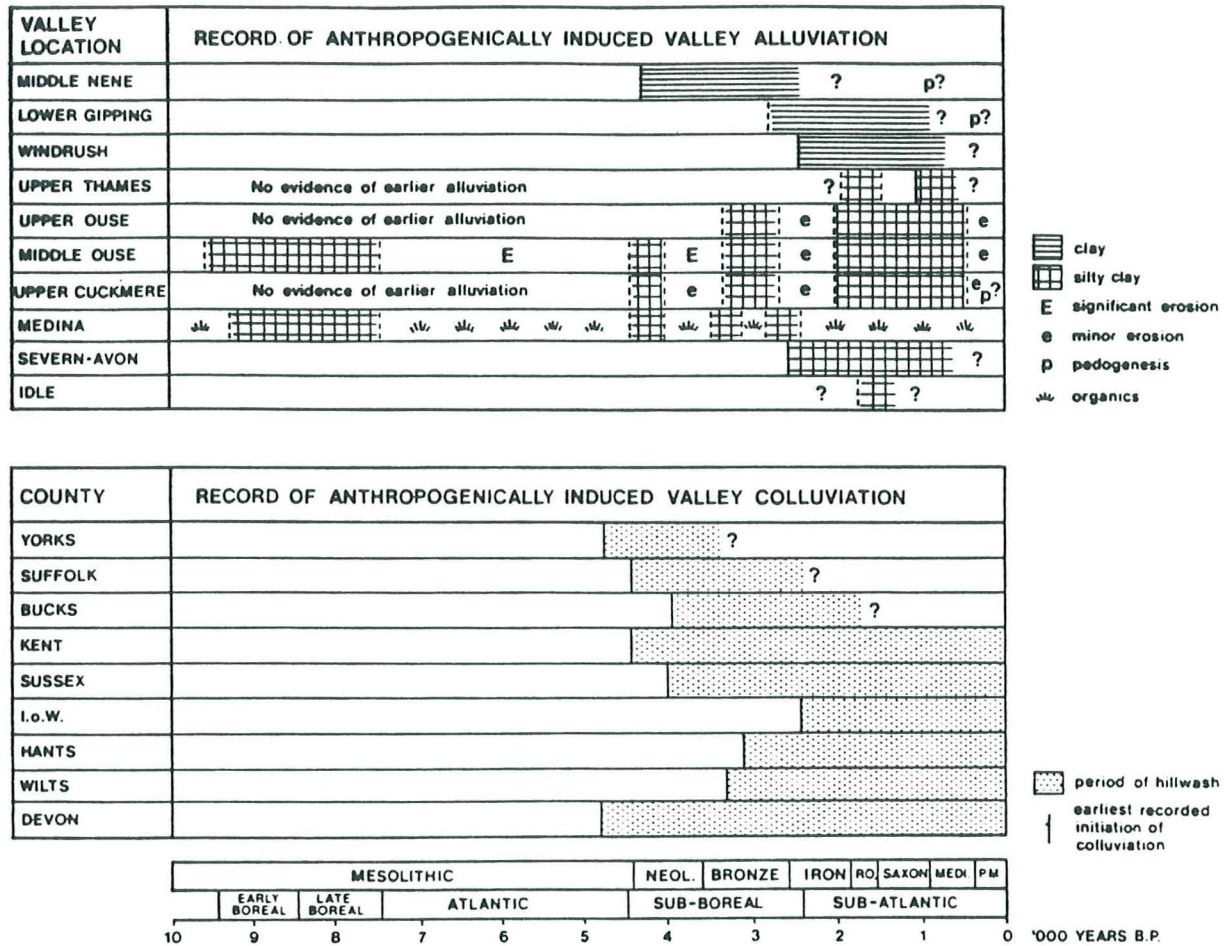 VALLEY LOCATION
RECORD OF ANTHROPOGENICALLY INDUCED VALLEY ALLUVIATION
MIDDLE NENE ? p?
LOWER GIPPING ? p?
WINDRUSH ?
UPPER THAMES No evidence of earlier alluviation ? ?
UPPER OUSE No evidence of earlier alluviation e e
MIDDLE OUSE E E e e
UPPER CUCKMERE No evidence of earlier alluviation e e e p?
MEDINA
SEVERN-AVON ?
IDLE ? ?
clay
silty clay
E significant erosion
e minor erosion
p pedogenesis
organics
COUNTY
RECORD OF ANTHROPOGENICALLY INDUCED VALLEY COLLUVIATION
YORKS ?
SUFFOLK ?
BUCKS ?
KENT
SUSSEX
I.o.W.
HANTS
WILTS
DEVON
period of hillwash
earliest recorded
initiation of
colluviation
MESOLITHIC NEOL. BRONZE IRON RO. SAXON MEDI. PM
EARLY BOREAL LATE BOREAL ATLANTIC SUB-BOREAL SUB-ATLANTIC
10 9 8 7 6 5 4 3 2 1 0 '000 YEARS B.P.